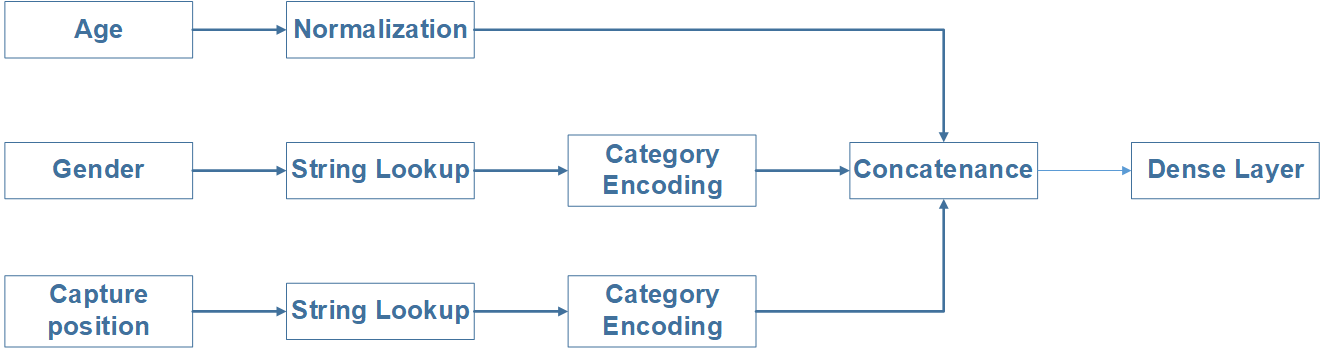 Age
Normalization
Gender
String Lookup
Category
Encoding
Concatenance
Dense Layer
Capture
position
String Lookup
Category
Encoding